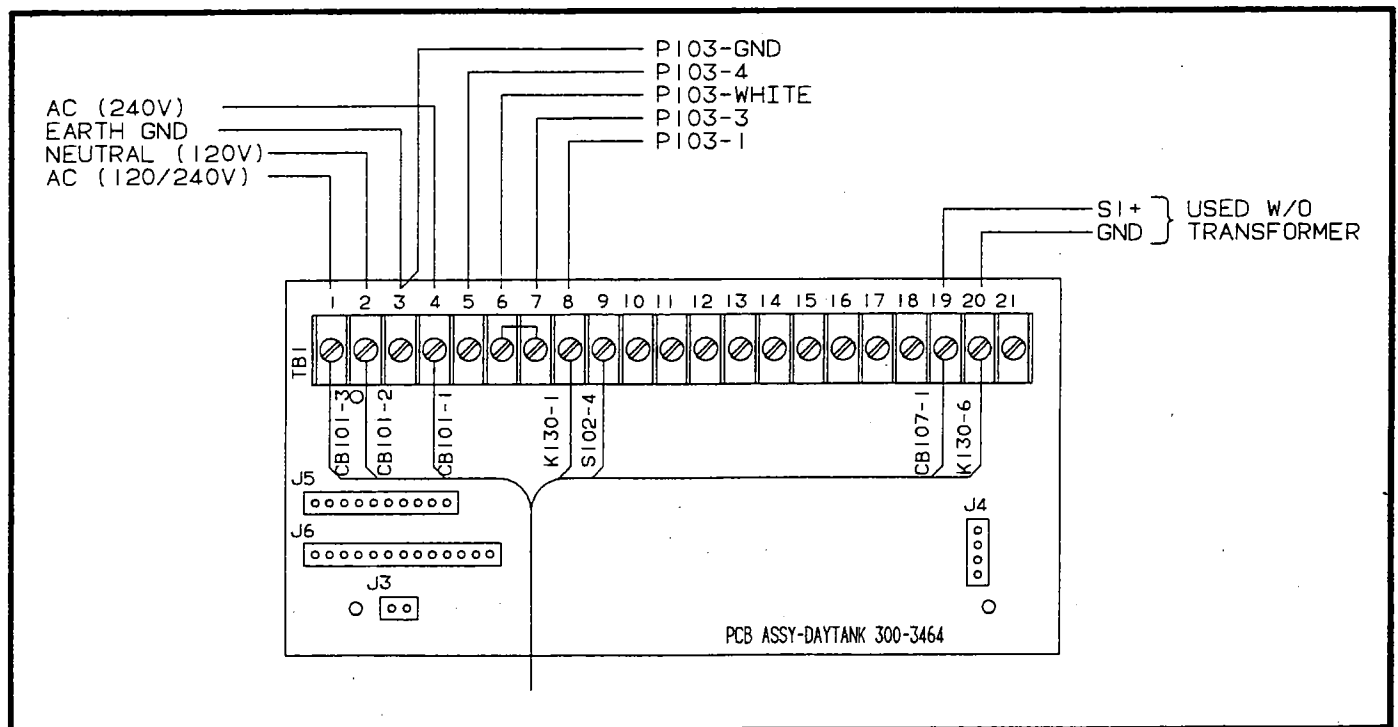 P103-GND
P103-4
P103-WHITE
P103-3
P103-1
AC (240V)
EARTH GND
NEUTRAL (120V)
AC (120/240V)
S1+
GND
USED W/O
TRANSFORMER
1 2 3 4 5 6 7 8 9 10 11 12 13 14 15 16 17 18 19 20 21
TB1
CB101-3
CB101-2
CB101-1
K130-1
S102-4
CB107-1
K130-6
J5
J4
J6
J3
PCB ASSY-DAYTANK 300-3464